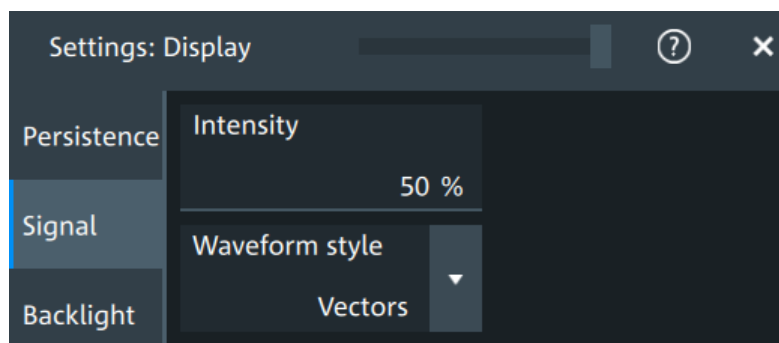 Settings: Display ? ×
Persistence
Signal
Backlight
Intensity
50 %
Waveform style
Vectors